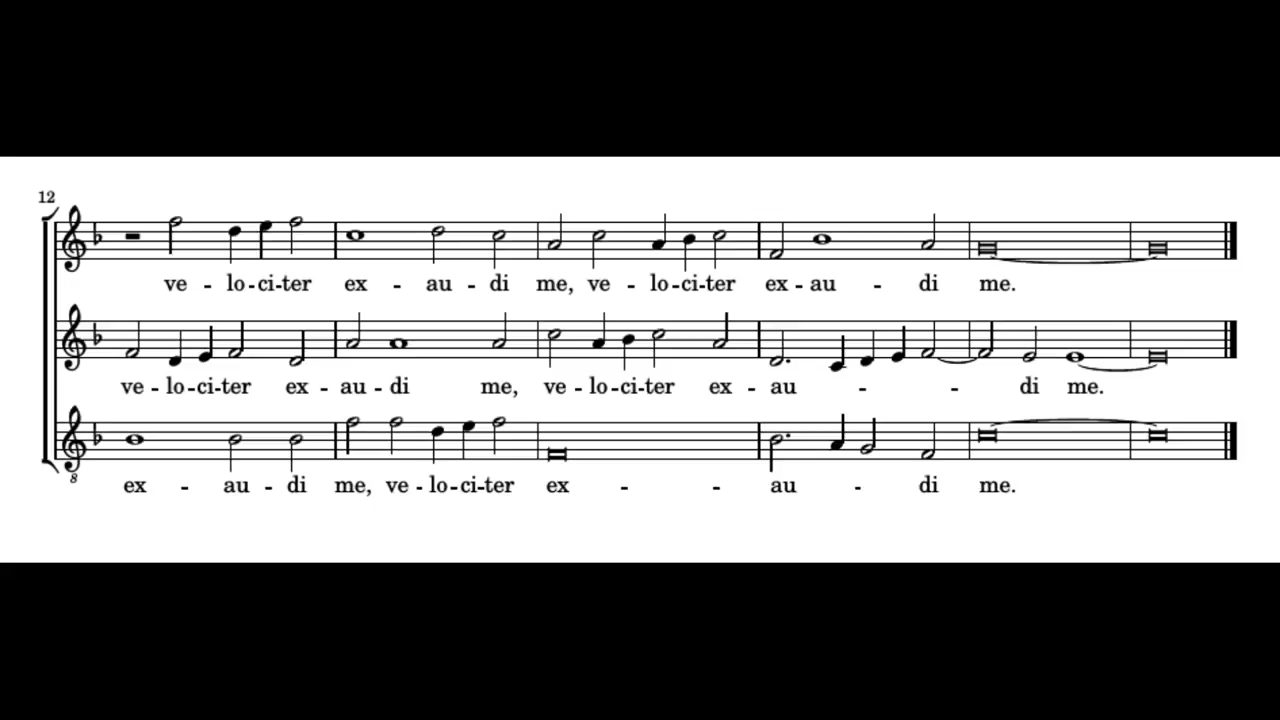 12
ve - lo - ci - ter ex - au - di me, ve - lo - ci - ter ex - au - di me.
ve - lo - ci - ter ex - au - di me, ve - lo - ci - ter ex - au - - - di me.
8
ex - au - di me, ve - lo - ci - ter ex - - au - di me.